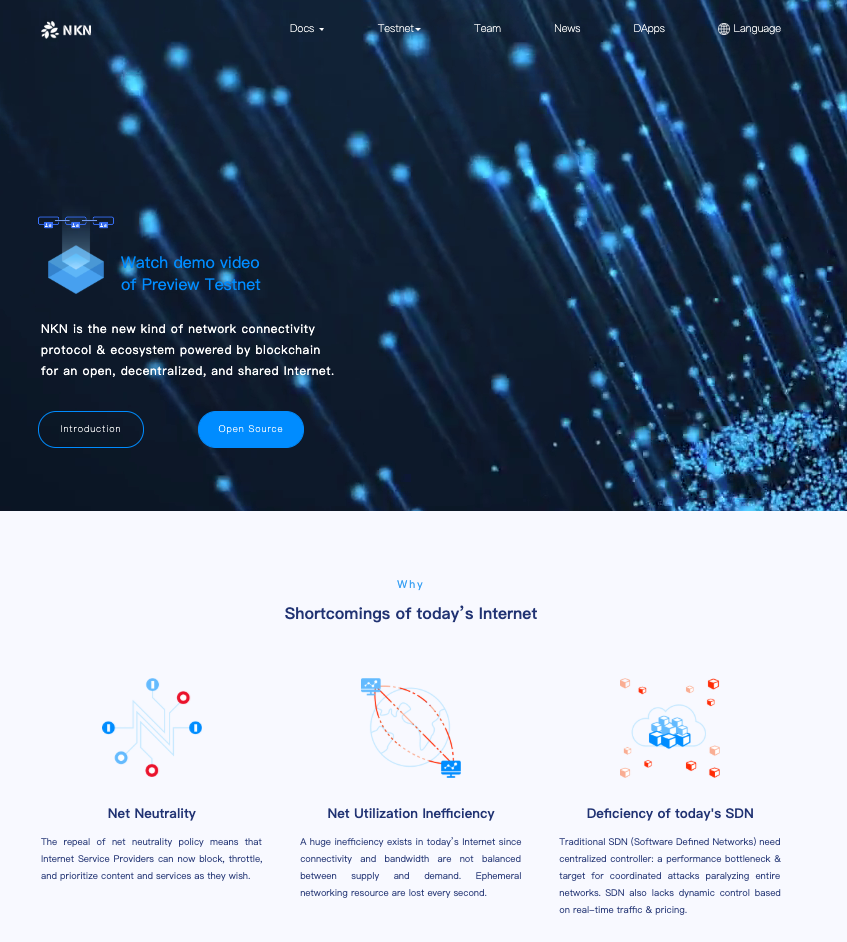 NKN
Docs
Testnet
Team
News
DApps
Language
Watch demo video
of Preview Testnet
NKN is the new kind of network connectivity
protocol & ecosystem powered by blockchain
for an open, decentralized, and shared Internet.
Introduction
Open Source
Why
Shortcomings of today's Internet
Net Neutrality
The repeal of net neutrality policy means that
Internet Service Providers can now block, throttle,
and prioritize content and services as they wish.
Net Utilization Inefficiency
A huge inefficiency exists in today's Internet since
connectivity and bandwidth are not balanced
between supply and demand. Ephemeral
networking resource are lost every second.
Deficiency of today's SDN
Traditional SDN (Software Defined Networks) need
centralized controller: a performance bottleneck &
target for coordinated attacks paralyzing entire
networks. SDN also lacks dynamic control based
on real-time traffic & pricing.